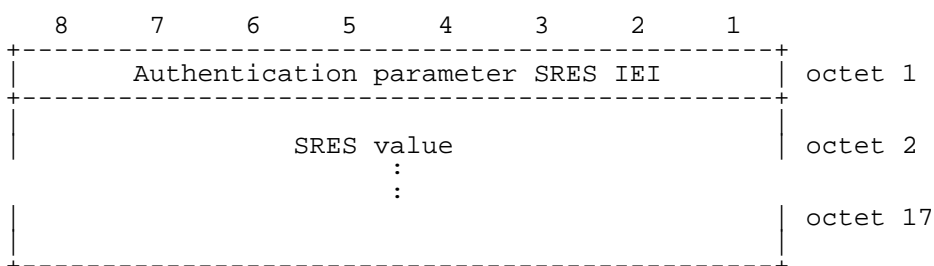 8 7 6 5 4 3 2 1
Authentication parameter SRES IEI octet 1
SRES value octet 2
:
:
octet 17